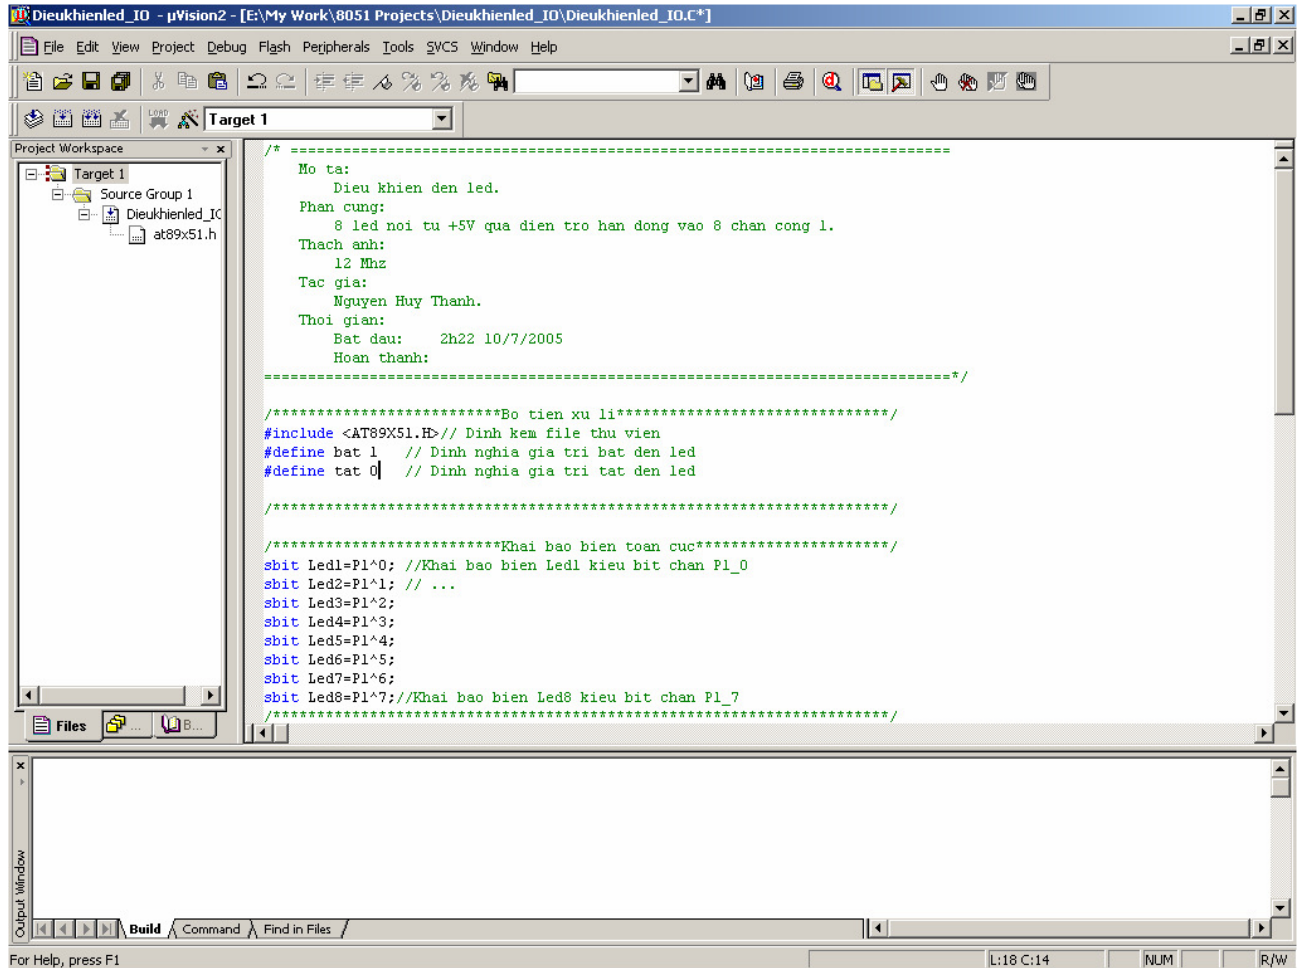 Dieukhienled_IO - µVision2 - [E:\My Work\8051 Projects\Dieukhienled_IO\Dieukhienled_IO.C*]
File Edit View Project Debug Flash Peripherals Tools SVCS Window Help
LOAD
Target 1
Project Workspace
Target 1
Source Group 1
Dieukhienled_IC
at89x51.h
Files
...
B...
/* ===========================================================================
Mo ta:
Dieu khien den led.
Phan cung:
8 led noi tu +5V qua dien tro han dong vao 8 chan cong 1.
Thach anh:
12 Mhz
Tac gia:
Nguyen Huy Thanh.
Thoi gian:
Bat dau: 2h22 10/7/2005
Hoan thanh:
==============================================================================*/
/**************************Bo tien xu li*******************************/
#include <AT89X51.H>// Dinh kem file thu vien
#define bat 1 // Dinh nghia gia tri bat den led
#define tat 0 // Dinh nghia gia tri tat den led
/**********************************************************************/
/**************************Khai bao bien toan cuc**********************/
sbit Led1=P1^0; //Khai bao bien Led1 kieu bit chan P1_0
sbit Led2=P1^1; // ...
sbit Led3=P1^2;
sbit Led4=P1^3;
sbit Led5=P1^4;
sbit Led6=P1^5;
sbit Led7=P1^6;
sbit Led8=P1^7;//Khai bao bien Led8 kieu bit chan P1_7
/**********************************************************************/
Output Window
Build Command Find in Files
For Help, press F1
L:18 C:14
NUM
R/W